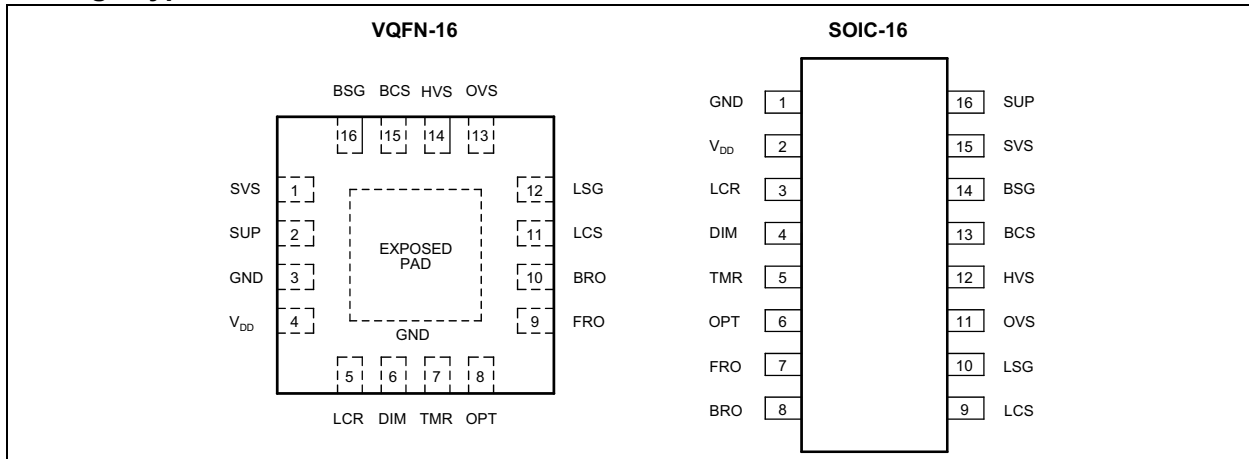 VQFN-16
BSG BCS HVS OVS
16 15 14 13
SVS 1
SUP 2
GND 3
VDD 4
12 LSG
11 LCS
10 BRO
9 FRO
EXPOSED
PAD
GND
5 6 7 8
LCR DIM TMR OPT
SOIC-16
GND 1 16 SUP
VDD 2 15 SVS
LCR 3 14 BSG
DIM 4 13 BCS
TMR 5 12 HVS
OPT 6 11 OVS
FRO 7 10 LSG
BRO 8 9 LCS